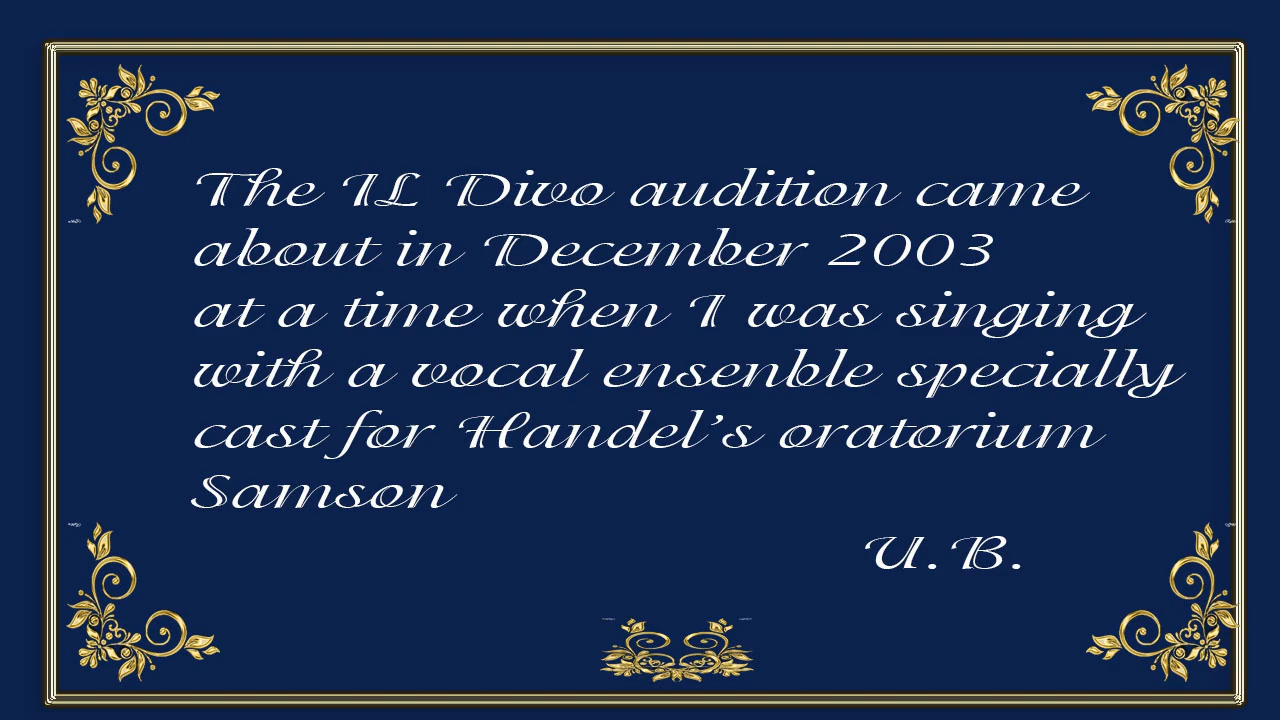 The IL Divo audition came
about in December 2003
at a time when I was singing
with a vocal ensenble specially
cast for Handel's oratorium
Samson
U.B.